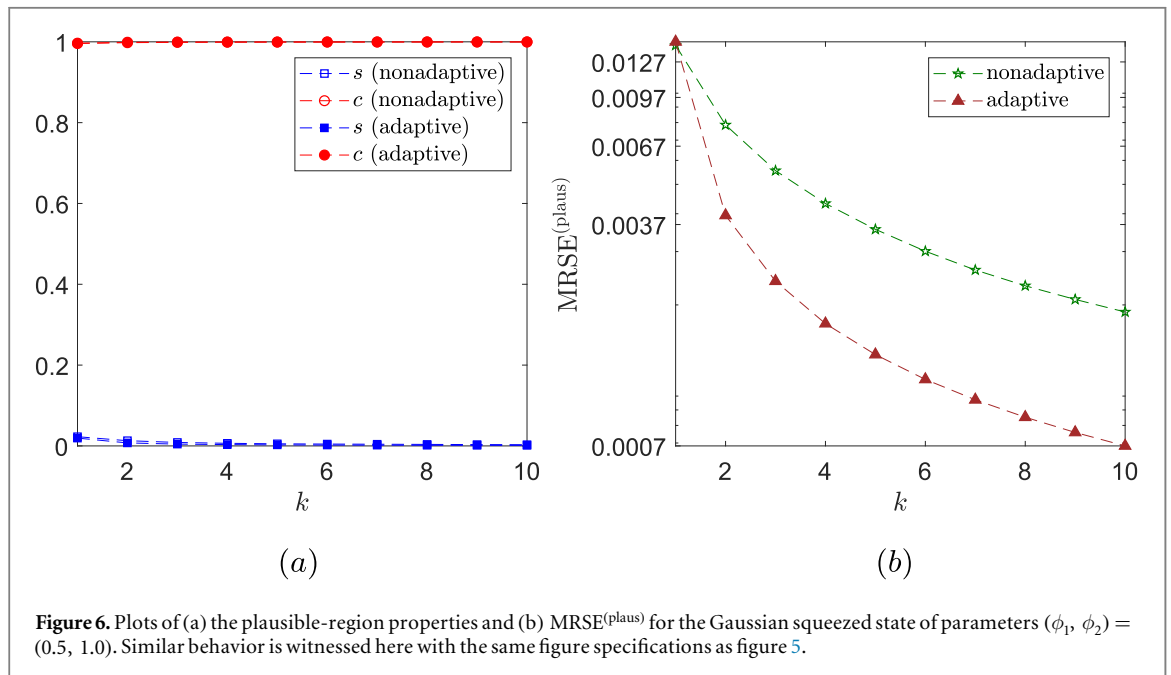 1
0.8
0.6
0.4
0.2
0
2 4 6 8 10
k
s (nonadaptive)
c (nonadaptive)
s (adaptive)
c (adaptive)
(a)
0.0127
0.0097
0.0067
0.0037
0.0007
MRSE(plaus)
2 4 6 8 10
k
nonadaptive
adaptive
(b)
Figure 6. Plots of (a) the plausible-region properties and (b) MRSE(plaus) for the Gaussian squeezed state of parameters (ϕ1, ϕ2) =
(0.5, 1.0). Similar behavior is witnessed here with the same figure specifications as figure 5.